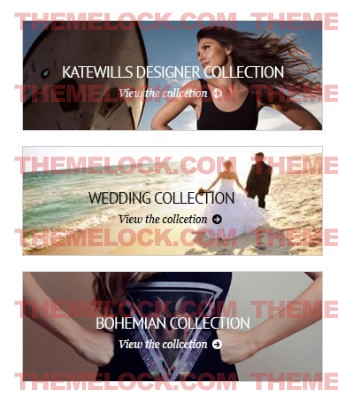 THEMELOCK.COM THEME
KATEWILLS DESIGNER COLLECTION
View the collcetion
THEMELOCK.COM THEME
THEMELOCK.COM THEME
WEDDING COLLECTION
View the collcetion
THEMELOCK.COM THEME
THEMELOCK.COM THEME
BOHEMIAN COLLECTION
View the collcetion
THEMELOCK.COM THEME